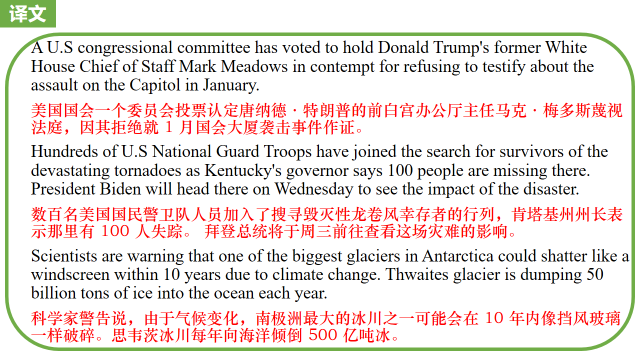 译文
A U.S congressional committee has voted to hold Donald Trump's former White
House Chief of Staff Mark Meadows in contempt for refusing to testify about the
assault on the Capitol in January.
美国国会一个委员会投票认定唐纳德·特朗普的前白宫办公厅主任马克·梅多斯蔑视
法庭，因其拒绝就 1 月国会大厦袭击事件作证。
Hundreds of U.S National Guard Troops have joined the search for survivors of the
devastating tornadoes as Kentucky's governor says 100 people are missing there.
President Biden will head there on Wednesday to see the impact of the disaster.
数百名美国国民警卫队人员加入了搜寻毁灭性龙卷风幸存者的行列，肯塔基州州长表
示那里有 100 人失踪。 拜登总统将于周三前往查看这场灾难的影响。
Scientists are warning that one of the biggest glaciers in Antarctica could shatter like a
windscreen within 10 years due to climate change. Thwaites glacier is dumping 50
billion tons of ice into the ocean each year.
科学家警告说，由于气候变化，南极洲最大的冰川之一可能会在 10 年内像挡风玻璃
一样破碎。思韦茨冰川每年向海洋倾倒 500 亿吨冰。